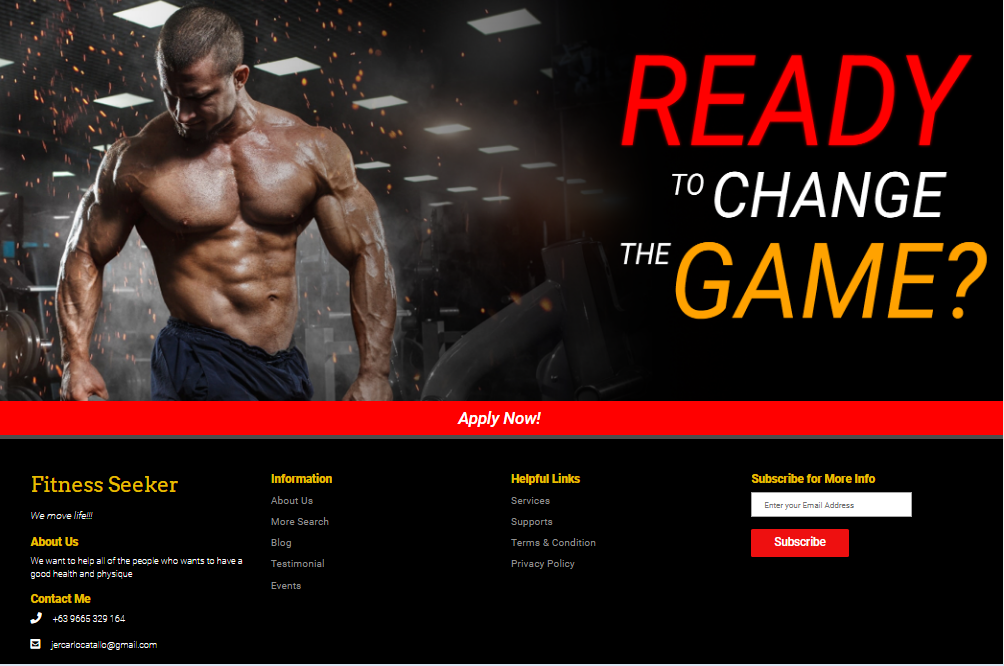 READY
TO CHANGE
THE GAME?
Apply Now!
Fitness Seeker
We move life!!!
About Us
We want to help all of the people who wants to have a
good health and physique
Contact Me
+63 9665 329 164
jercarlocatallo@gmail.com
Information
About Us
More Search
Blog
Testimonial
Events
Helpful Links
Services
Supports
Terms & Condition
Privacy Policy
Subscribe for More Info
Enter your Email Address
Subscribe